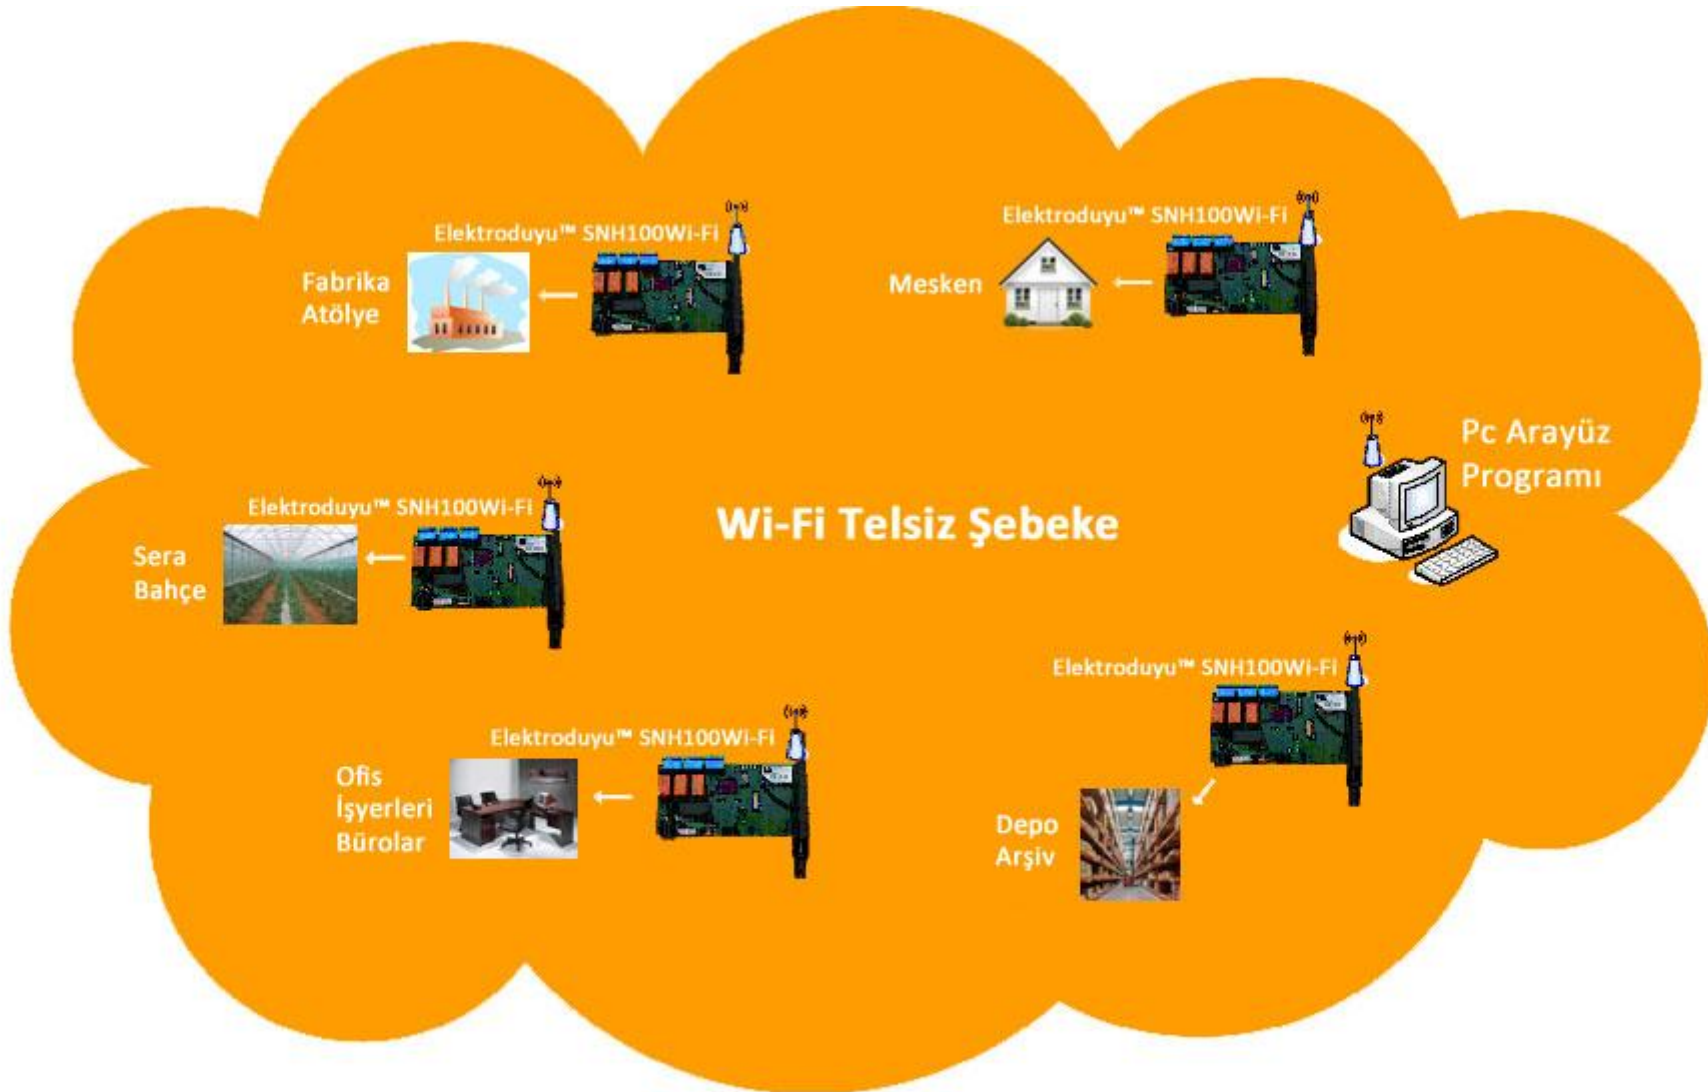 Elektroduyu™ SNH100Wi-Fi
Fabrika
Atölye
Elektroduyu™ SNH100Wi-Fi
Mesken
Pc Arayüz
Programı
Elektroduyu™ SNH100Wi-Fi
Sera
Bahçe
Wi-Fi Telsiz Şebeke
Elektroduyu™ SNH100Wi-Fi
Ofis
İşyerleri
Bürolar
Elektroduyu™ SNH100Wi-Fi
Depo
Arşiv